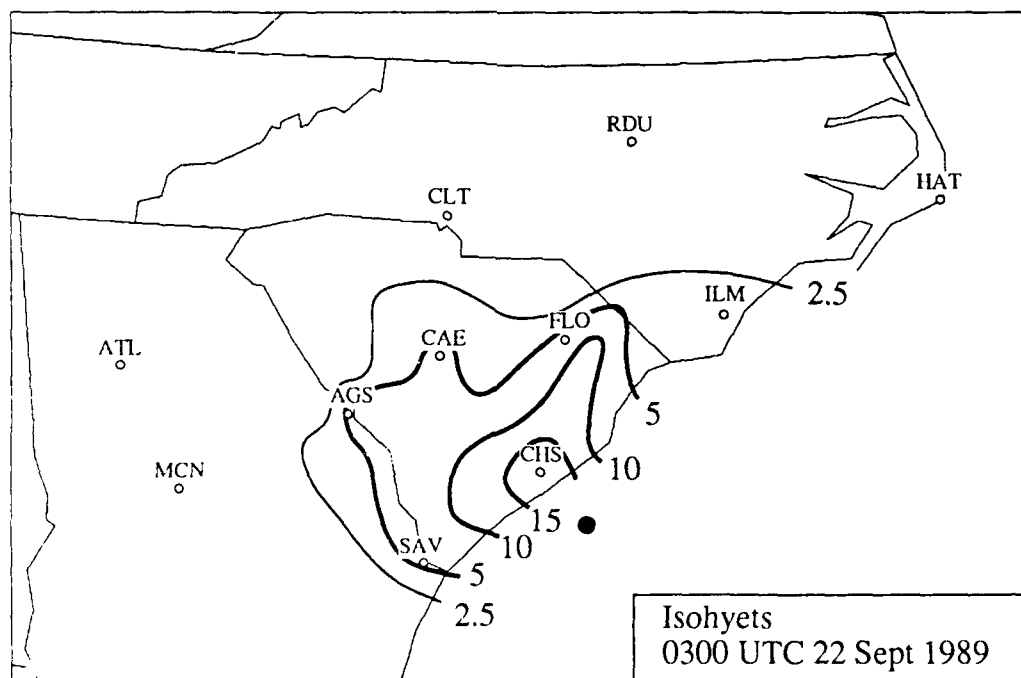 RDU
HAT
CLT
2.5
ILM
FLO
CAE
ATL
AGS
5
CHS
10
MCN
15
10
SAV
5
2.5
Isohyets
0300 UTC 22 Sept 1989